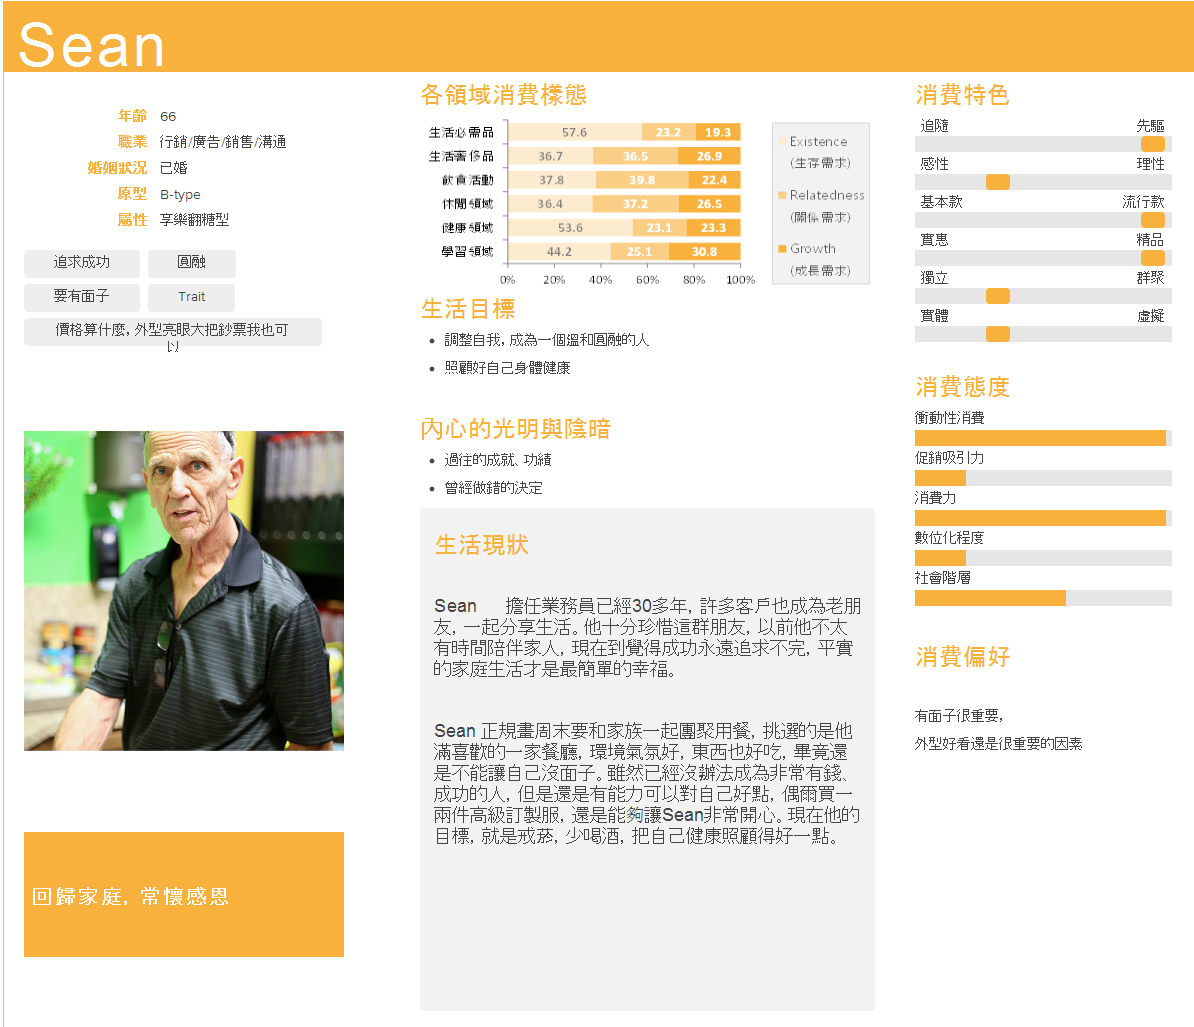 Sean
年齡 66
職業 行銷/廣告/銷售/溝通
婚姻狀況 已婚
原型 B-type
屬性 享樂翻糖型
追求成功 圓融
要有面子 Trait
價格算什麼, 外型亮眼大把鈔票我也可
以
回歸家庭, 常懷感恩
各領域消費樣態
生活必需品 57.6 23.2 19.3
生活奢侈品 36.7 36.5 26.9
飲食活動 37.8 39.8 22.4
休閒領域 36.4 37.2 26.5
健康領域 53.6 23.1 23.3
學習領域 44.2 25.1 30.8
0% 20% 40% 60% 80% 100%
Existence
(生存需求)
Relatedness
(關係需求)
Growth
(成長需求)
生活目標
• 調整自我, 成為一個溫和圓融的人
• 照顧好自己身體健康
內心的光明與陰暗
• 過往的成就、功績
• 曾經做錯的決定
生活現狀
Sean 擔任業務員已經30多年, 許多客戶也成為老朋
友, 一起分享生活。他十分珍惜這群朋友, 以前他不太
有時間陪伴家人, 現在到覺得成功永遠追求不完, 平實
的家庭生活才是最簡單的幸福。
Sean 正規畫周末要和家族一起團聚用餐, 挑選的是他
滿喜歡的一家餐廳, 環境氣氛好, 東西也好吃, 畢竟還
是不能讓自己沒面子。雖然已經沒辦法成為非常有錢、
成功的人, 但是還是有能力可以對自己好點, 偶爾買一
兩件高級訂製服, 還是能夠讓Sean非常開心。現在他的
目標, 就是戒菸, 少喝酒, 把自己健康照顧得好一點。
消費特色
追隨 先驅
感性 理性
基本款 流行款
實惠 精品
獨立 群聚
實體 虛擬
消費態度
衝動性消費
促銷吸引力
消費力
數位化程度
社會階層
消費偏好
有面子很重要,
外型好看還是很重要的因素